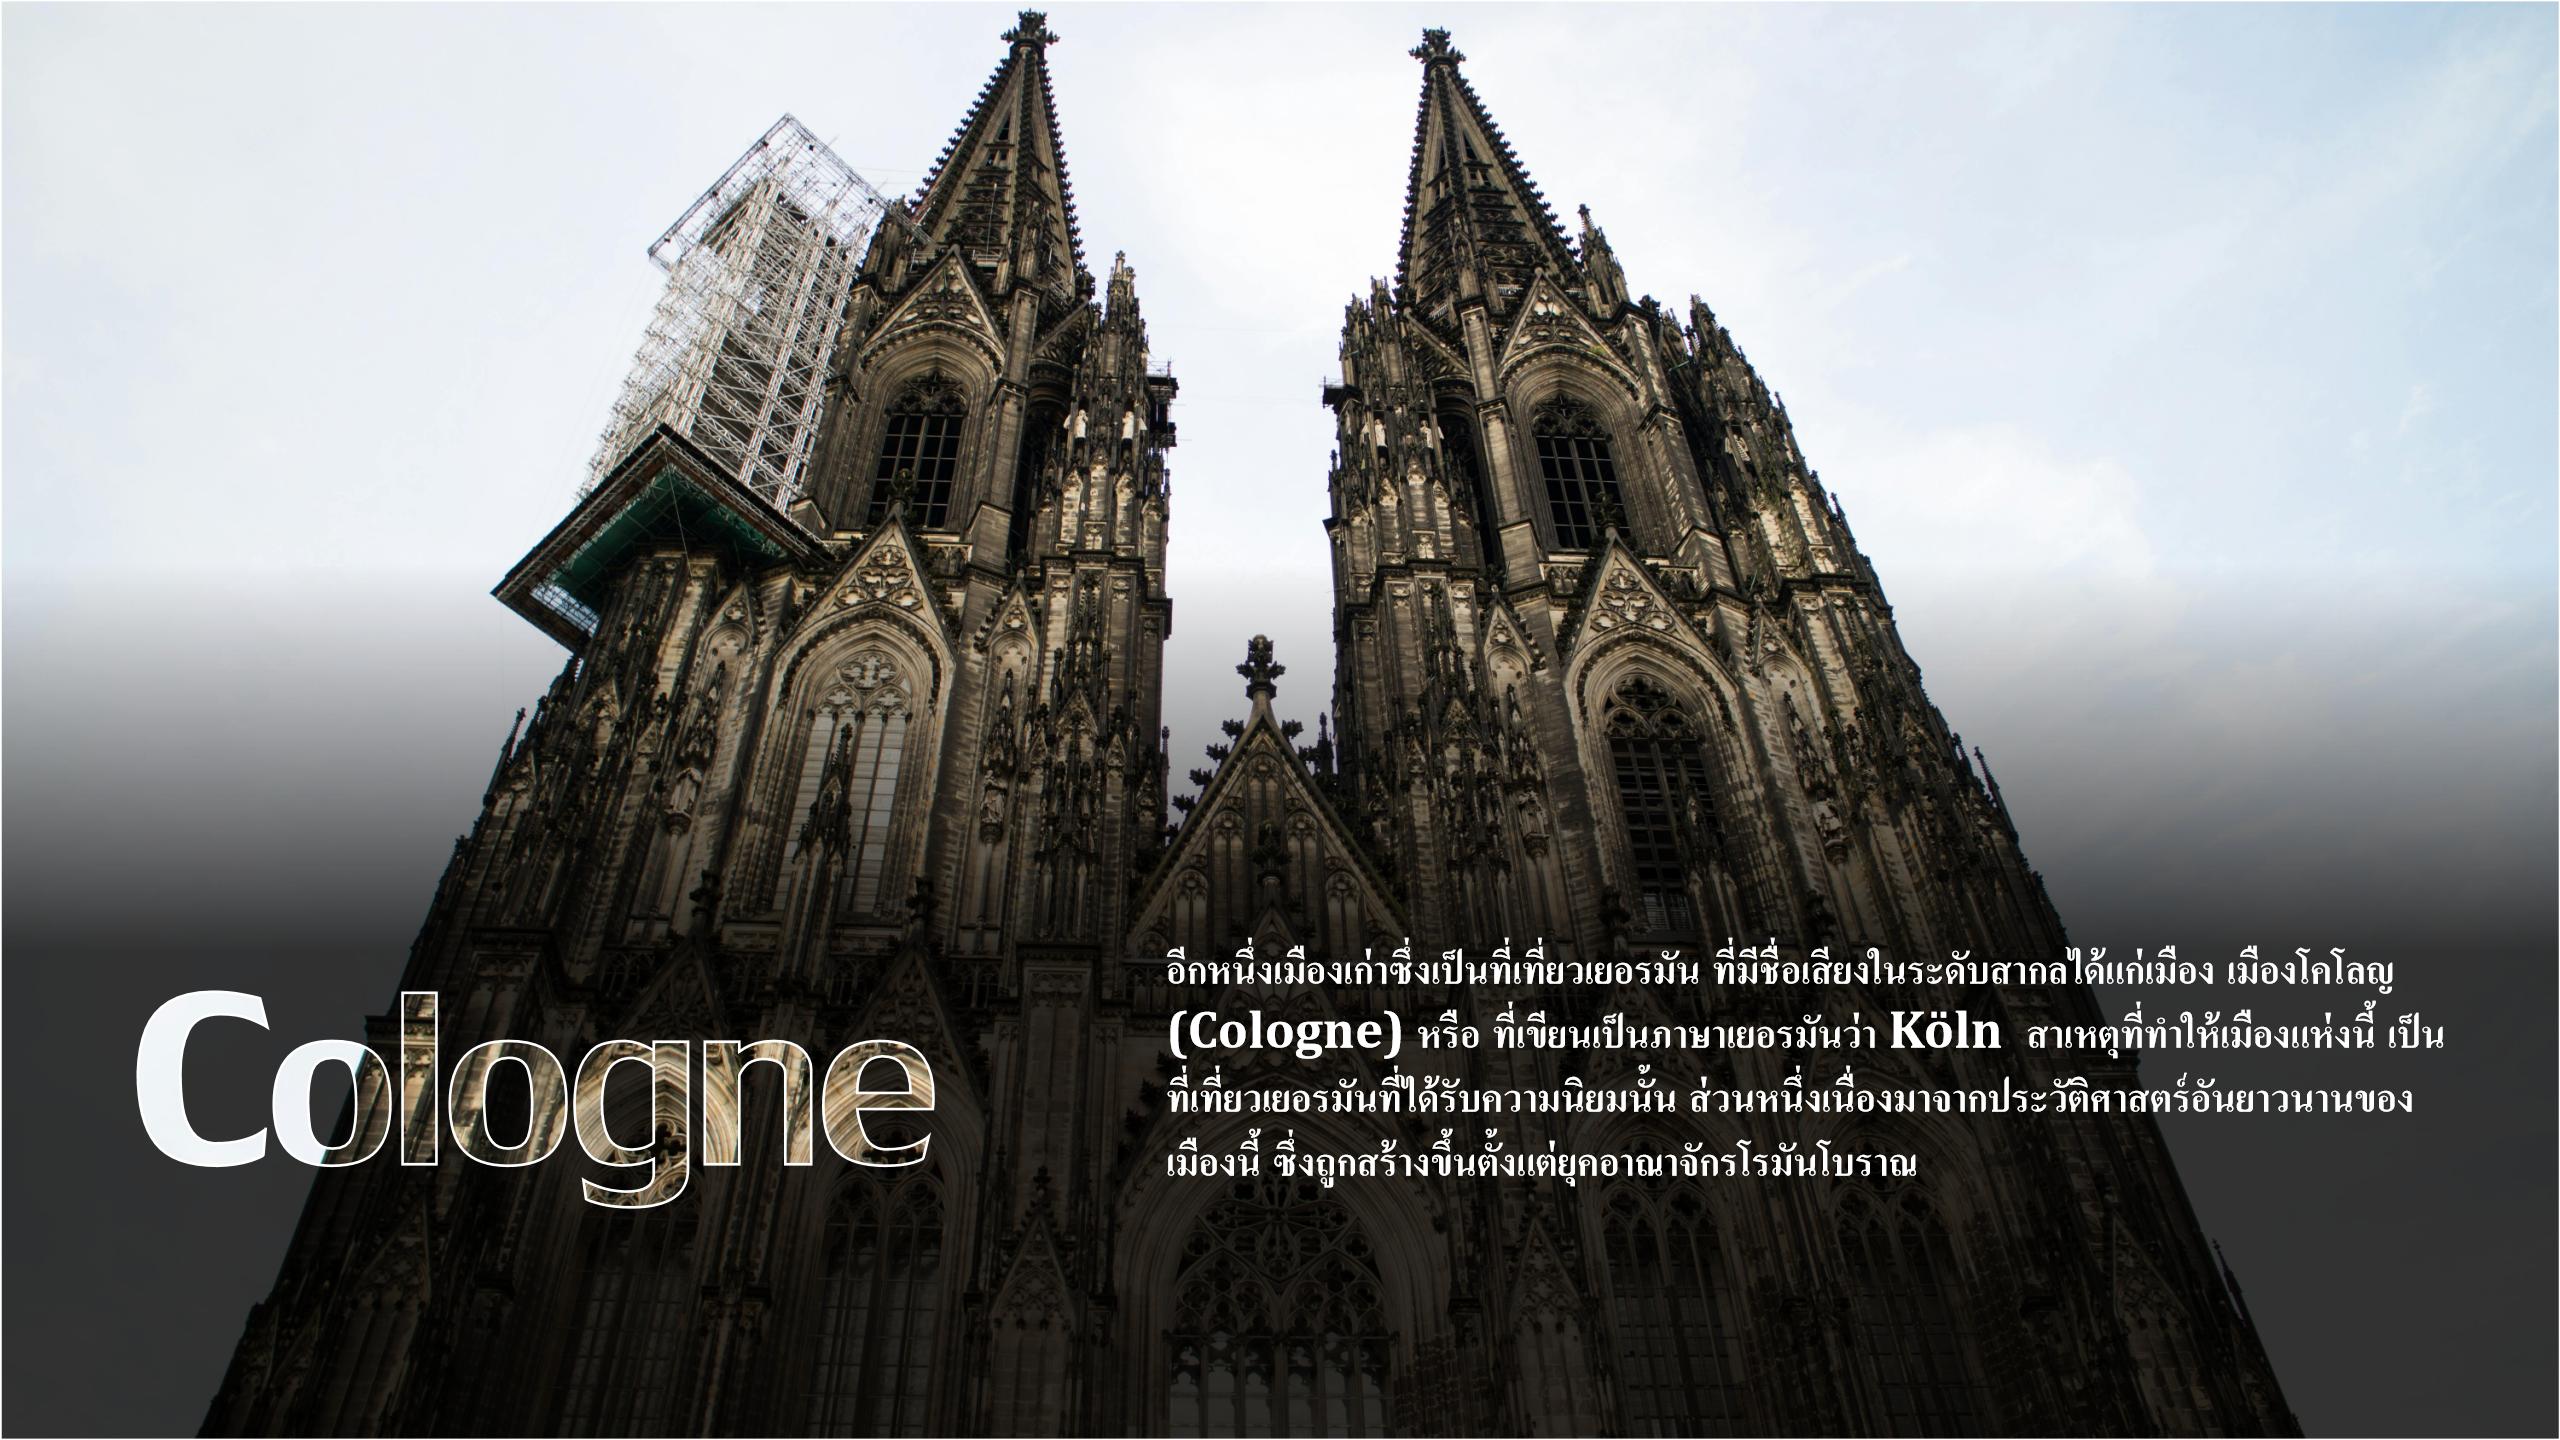 Cologne
อีกหนึ่งเมืองเก่าซึ่งเป็นที่เที่ยวเยอรมัน ที่มีชื่อเสียงในระดับสากลได้แก่เมือง เมืองโคโลญ
(Cologne) หรือ ที่เขียนเป็นภาษาเยอรมันว่า Köln สาเหตุที่ทำให้เมืองแห่งนี้ เป็น
ที่เที่ยวเยอรมันที่ได้รับความนิยมนั้น ส่วนหนึ่งเนื่องมาจากประวัติศาสตร์อันยาวนานของ
เมืองนี้ ซึ่งถูกสร้างขึ้นตั้งแต่ยุคอาณาจักรโรมันโบราณ